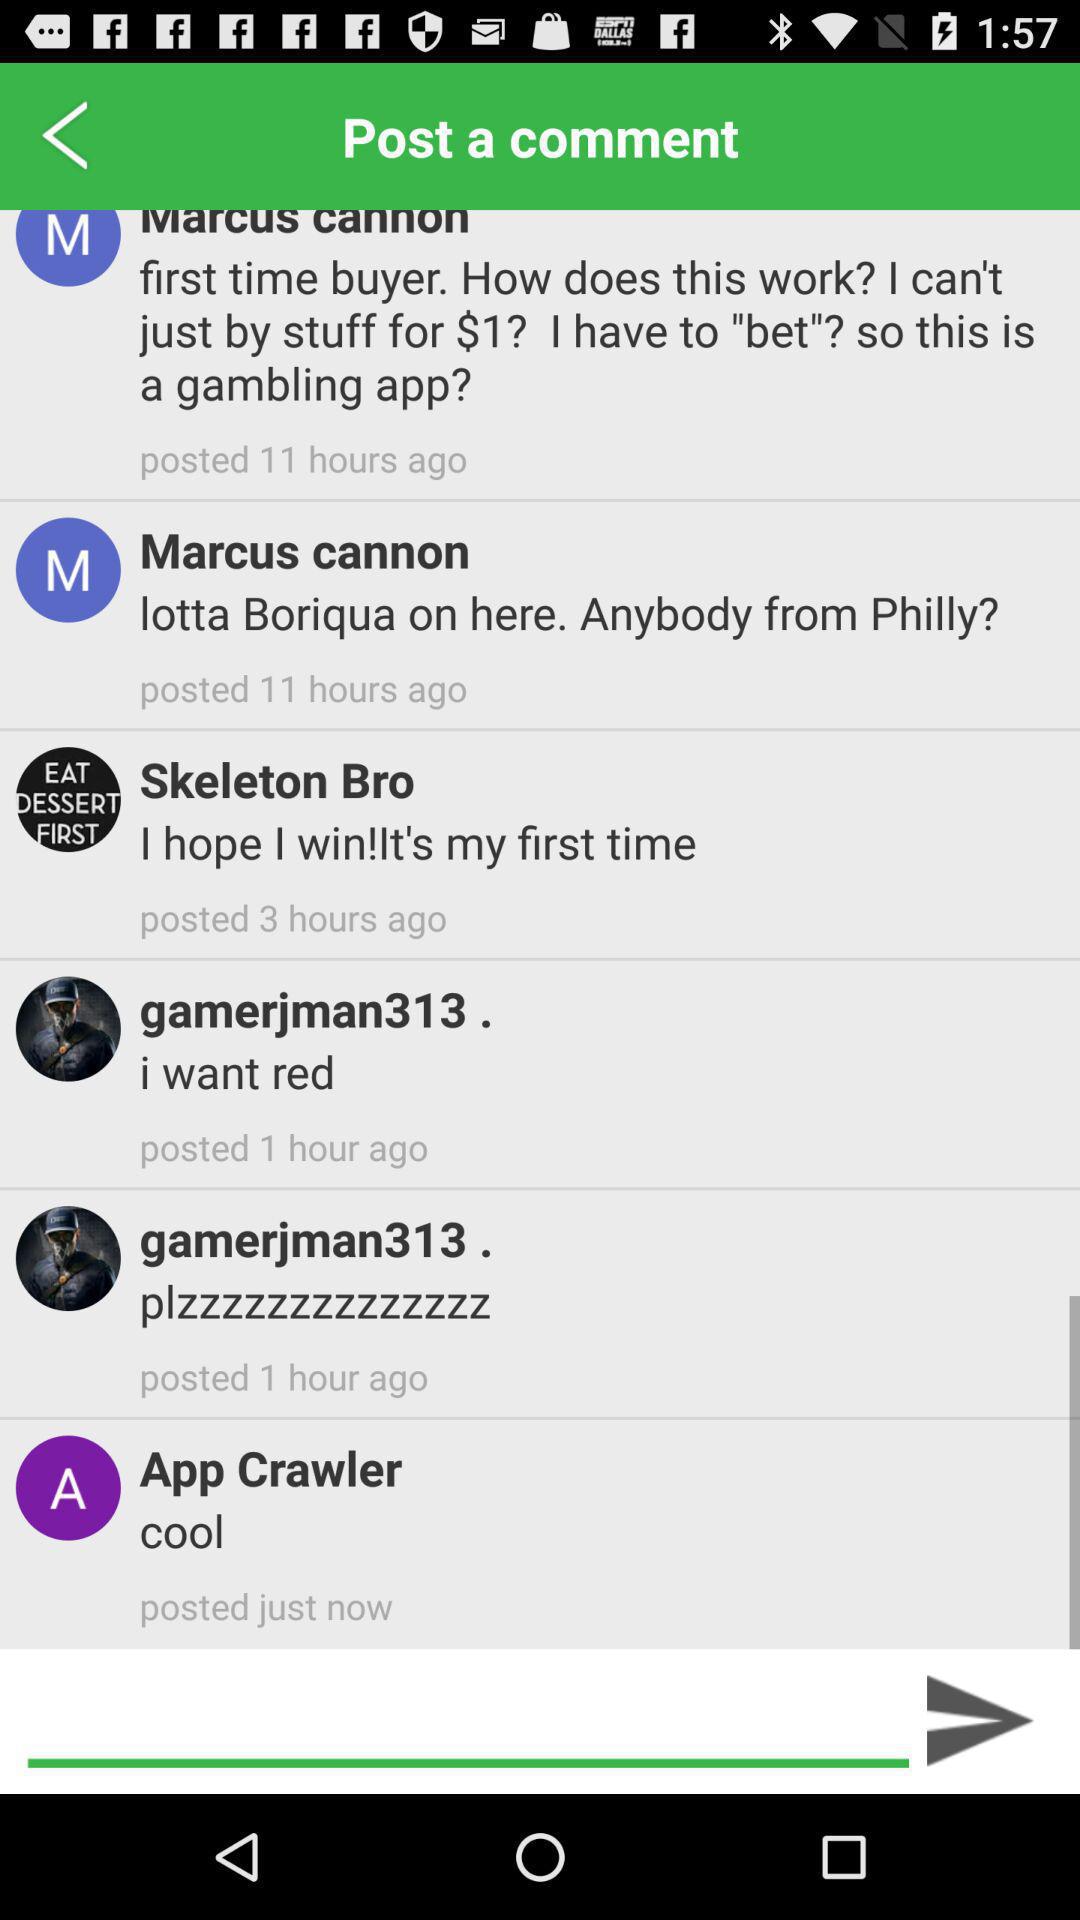 1:57
ESPN
DALLAS
Post a comment
M
Marcus cannon
first time buyer. How does this work? I can't
just by stuff for $1?  I have to "bet"? so this is
a gambling app?
posted 11 hours ago
M
Marcus cannon
lotta Boriqua on here. Anybody from Philly?
posted 11 hours ago
EAT
DESSERT
FIRST
Skeleton Bro
I hope I win!It's my first time
posted 3 hours ago
gamerjman313 .
i want red
posted 1 hour ago
gamerjman313 .
plzzzzzzzzzzzzzz
posted 1 hour ago
A
App Crawler
cool
posted just now